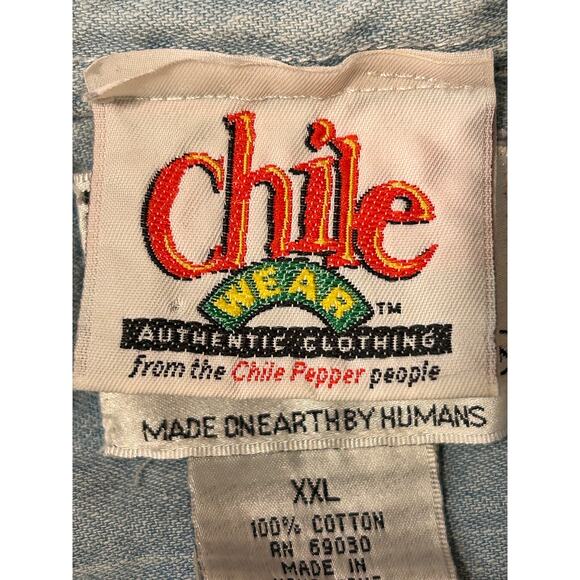 chile
WEAR
TM
AUTHENTIC CLOTHING
from the Chile Pepper people
MADE ON EARTH BY HUMANS
XXL
100% COTTON
RN 69030
MADE IN